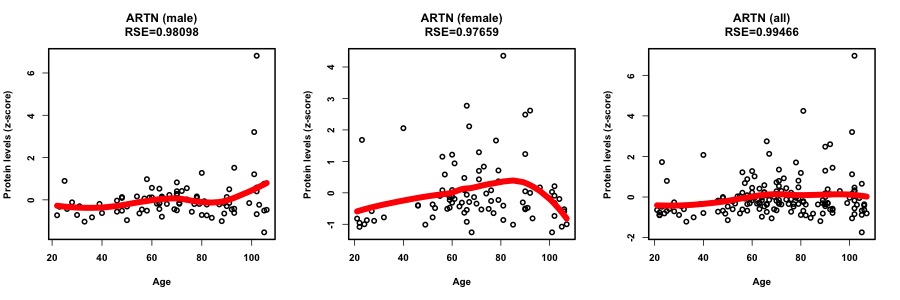 ARTN (male)
RSE=0.98098
Protein levels (z-score)
6
4
2
0
20
40
60
80
100
Age
ARTN (female)
RSE=0.97659
Protein levels (z-score)
4
3
2
1
0
-1
20
40
60
80
100
Age
ARTN (all)
RSE=0.99466
Protein levels (z-score)
6
4
2
0
-2
20
40
60
80
100
Age